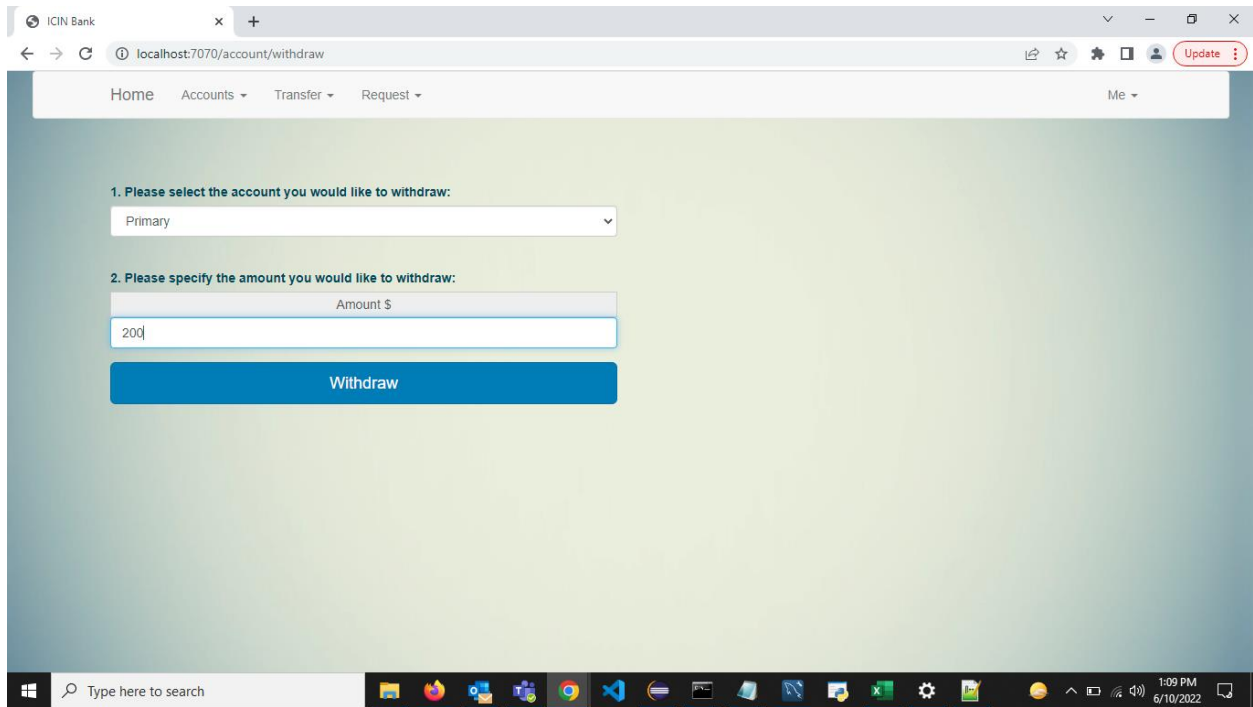 ICIN Bank
localhost:7070/account/withdraw
Update
Home Accounts Transfer Request Me
1. Please select the account you would like to withdraw:
Primary
2. Please specify the amount you would like to withdraw:
Amount $
200
Withdraw
Type here to search
1:09 PM
6/10/2022